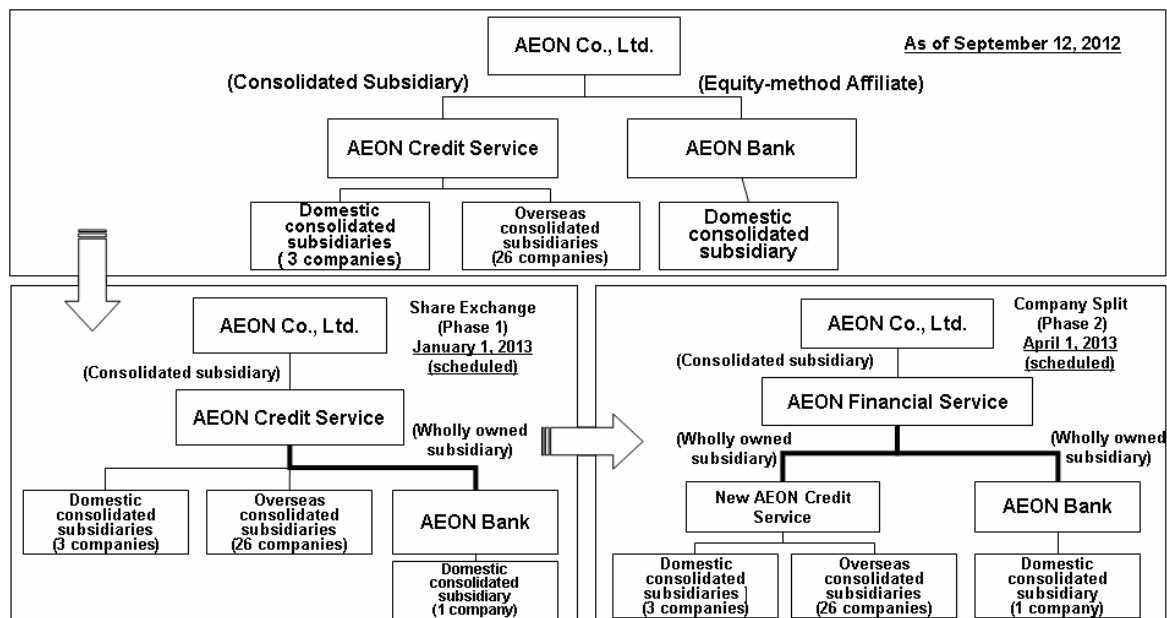 AEON Co., Ltd.
As of September 12, 2012
(Consolidated Subsidiary)
(Equity-method Affiliate)
AEON Credit Service
AEON Bank
Domestic
consolidated
subsidiaries
( 3 companies)
Overseas
consolidated
subsidiaries
(26 companies)
Domestic
consolidated
subsidiary
AEON Co., Ltd.
Share Exchange
(Phase 1)
January 1, 2013
(scheduled)
(Consolidated subsidiary)
AEON Credit Service
(Wholly owned
subsidiary)
Domestic
consolidated
subsidiaries
(3 companies)
Overseas
consolidated
subsidiaries
(26 companies)
AEON Bank
Domestic
consolidated
subsidiary
(1 company)
AEON Co., Ltd.
Company Split
(Phase 2)
April 1, 2013
(scheduled)
(Consolidated subsidiary)
AEON Financial Service
(Wholly owned
subsidiary)
(Wholly owned
subsidiary)
New AEON Credit
Service
AEON Bank
Domestic
consolidated
subsidiaries
(3 companies)
Overseas
consolidated
subsidiaries
(26 companies)
Domestic
consolidated
subsidiary
(1 company)